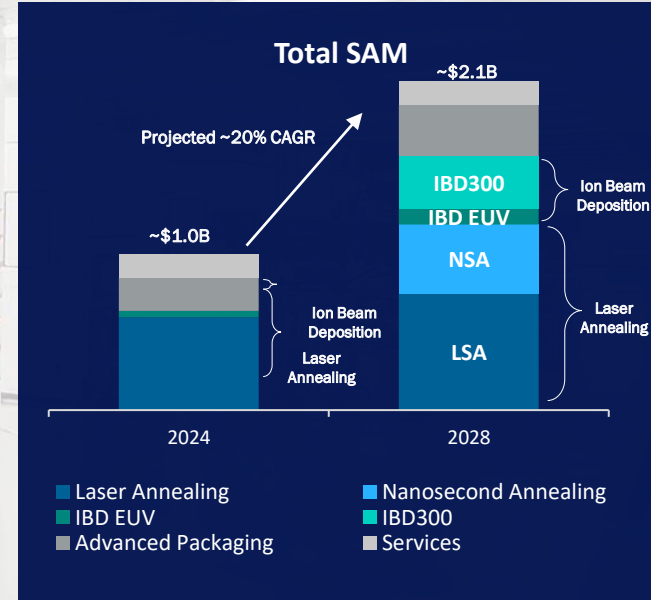 Total SAM
~$2.1B
Projected ~20% CAGR
~$1.0B
IBD300
IBD EUV
NSA
LSA
Ion Beam
Deposition
Laser
Annealing
Ion Beam
Deposition
Laser
Annealing
2024
2028
Laser Annealing
Nanosecond Annealing
IBD EUV
IBD300
Advanced Packaging
Services